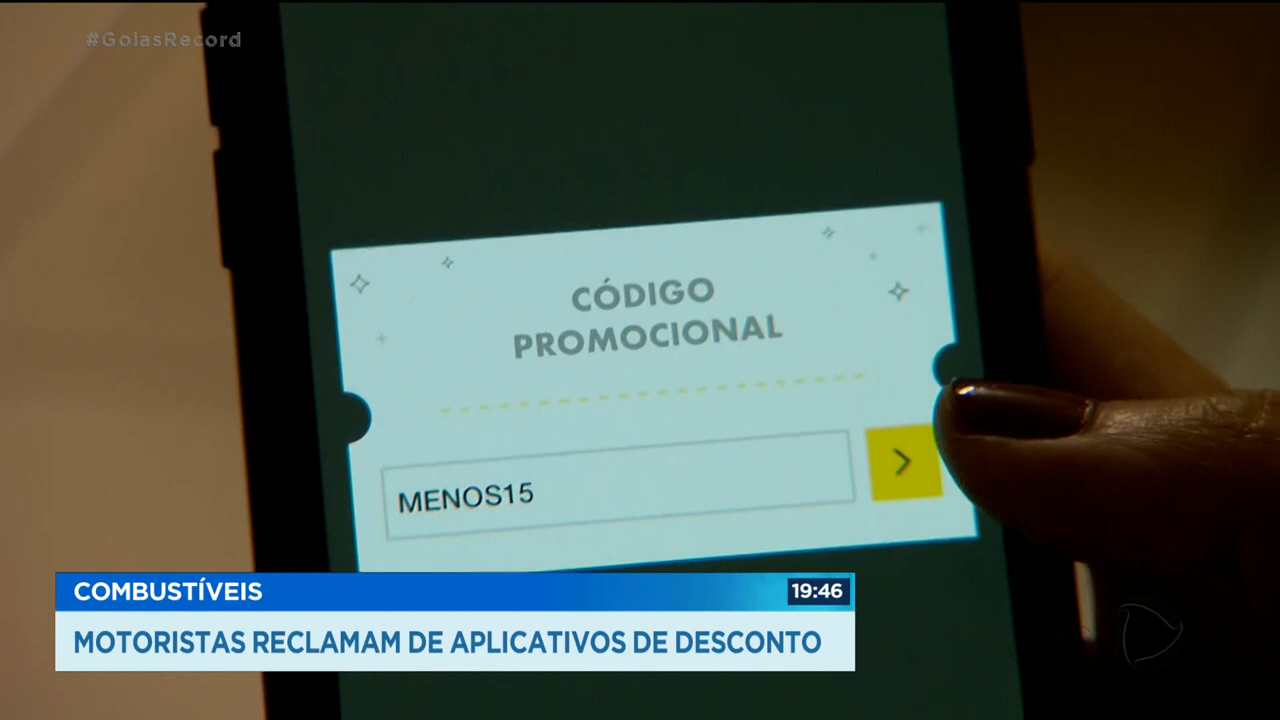 #GoiasRecord
CÓDIGO
PROMOCIONAL
MENOS15
COMBUSTÍVEIS
19:46
MOTORISTAS RECLAMAM DE APLICATIVOS DE DESCONTO